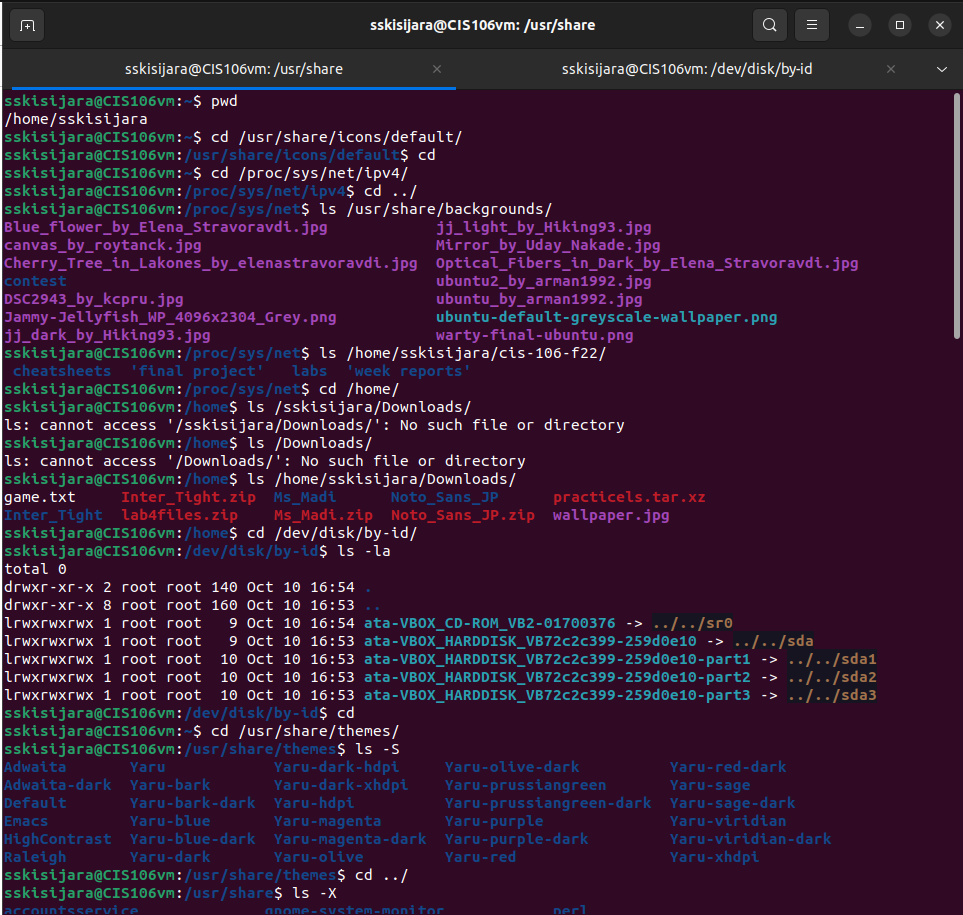 sskisijara@CIS106vm: /usr/share
sskisijara@CIS106vm: /usr/share sskisijara@CIS106vm: /dev/disk/by-id
sskisijara@CIS106vm:~$ pwd
/home/sskisijara
sskisijara@CIS106vm:~$ cd /usr/share/icons/default/
sskisijara@CIS106vm:/usr/share/icons/default$ cd
sskisijara@CIS106vm:~$ cd /proc/sys/net/ipv4/
sskisijara@CIS106vm:/proc/sys/net/ipv4$ cd ../
sskisijara@CIS106vm:/proc/sys/net$ ls /usr/share/backgrounds/
Blue_flower_by_Elena_Stravoravdi.jpg jj_light_by_Hiking93.jpg
canvas_by_roytanck.jpg Mirror_by_Uday_Nakade.jpg
Cherry_Tree_in_Lakones_by_elenastravoravdi.jpg Optical_Fibers_in_Dark_by_Elena_Stravoravdi.jpg
contest ubuntu2_by_arman1992.jpg
DSC2943_by_kcpru.jpg ubuntu_by_arman1992.jpg
Jammy-Jellyfish_WP_4096x2304_Grey.png ubuntu-default-greyscale-wallpaper.png
jj_dark_by_Hiking93.jpg warty-final-ubuntu.png
sskisijara@CIS106vm:/proc/sys/net$ ls /home/sskisijara/cis-106-f22/
cheatsheets 'final project' labs 'week reports'
sskisijara@CIS106vm:/proc/sys/net$ cd /home/
sskisijara@CIS106vm:/home$ ls /sskisijara/Downloads/
ls: cannot access '/sskisijara/Downloads/': No such file or directory
sskisijara@CIS106vm:/home$ ls /Downloads/
ls: cannot access '/Downloads/': No such file or directory
sskisijara@CIS106vm:/home$ ls /home/sskisijara/Downloads/
game.txt Inter_Tight.zip Ms_Madi Noto_Sans_JP practicels.tar.xz
Inter_Tight lab4files.zip Ms_Madi.zip Noto_Sans_JP.zip wallpaper.jpg
sskisijara@CIS106vm:/home$ cd /dev/disk/by-id/
sskisijara@CIS106vm:/dev/disk/by-id$ ls -la
total 0
drwxr-xr-x 2 root root 140 Oct 10 16:54 .
drwxr-xr-x 8 root root 160 Oct 10 16:53 ..
lrwxrwxrwx 1 root root 9 Oct 10 16:54 ata-VBOX_CD-ROM_VB2-01700376 -> ../../sr0
lrwxrwxrwx 1 root root 9 Oct 10 16:53 ata-VBOX_HARDDISK_VB72c2c399-259d0e10 -> ../../sda
lrwxrwxrwx 1 root root 10 Oct 10 16:53 ata-VBOX_HARDDISK_VB72c2c399-259d0e10-part1 -> ../../sda1
lrwxrwxrwx 1 root root 10 Oct 10 16:53 ata-VBOX_HARDDISK_VB72c2c399-259d0e10-part2 -> ../../sda2
lrwxrwxrwx 1 root root 10 Oct 10 16:53 ata-VBOX_HARDDISK_VB72c2c399-259d0e10-part3 -> ../../sda3
sskisijara@CIS106vm:/dev/disk/by-id$ cd
sskisijara@CIS106vm:~$ cd /usr/share/themes/
sskisijara@CIS106vm:/usr/share/themes$ ls -S
Adwaita Yaru Yaru-dark-hdpi Yaru-olive-dark Yaru-red-dark
Adwaita-dark Yaru-bark Yaru-dark-xhdpi Yaru-prussiangreen Yaru-sage
Default Yaru-bark-dark Yaru-hdpi Yaru-prussiangreen-dark Yaru-sage-dark
Emacs Yaru-blue Yaru-magenta Yaru-purple Yaru-viridian
HighContrast Yaru-blue-dark Yaru-magenta-dark Yaru-purple-dark Yaru-viridian-dark
Raleigh Yaru-dark Yaru-olive Yaru-red Yaru-xhdpi
sskisijara@CIS106vm:/usr/share/themes$ cd ../
sskisijara@CIS106vm:/usr/share$ ls -X
accountsservice gnome-system-monitor perl